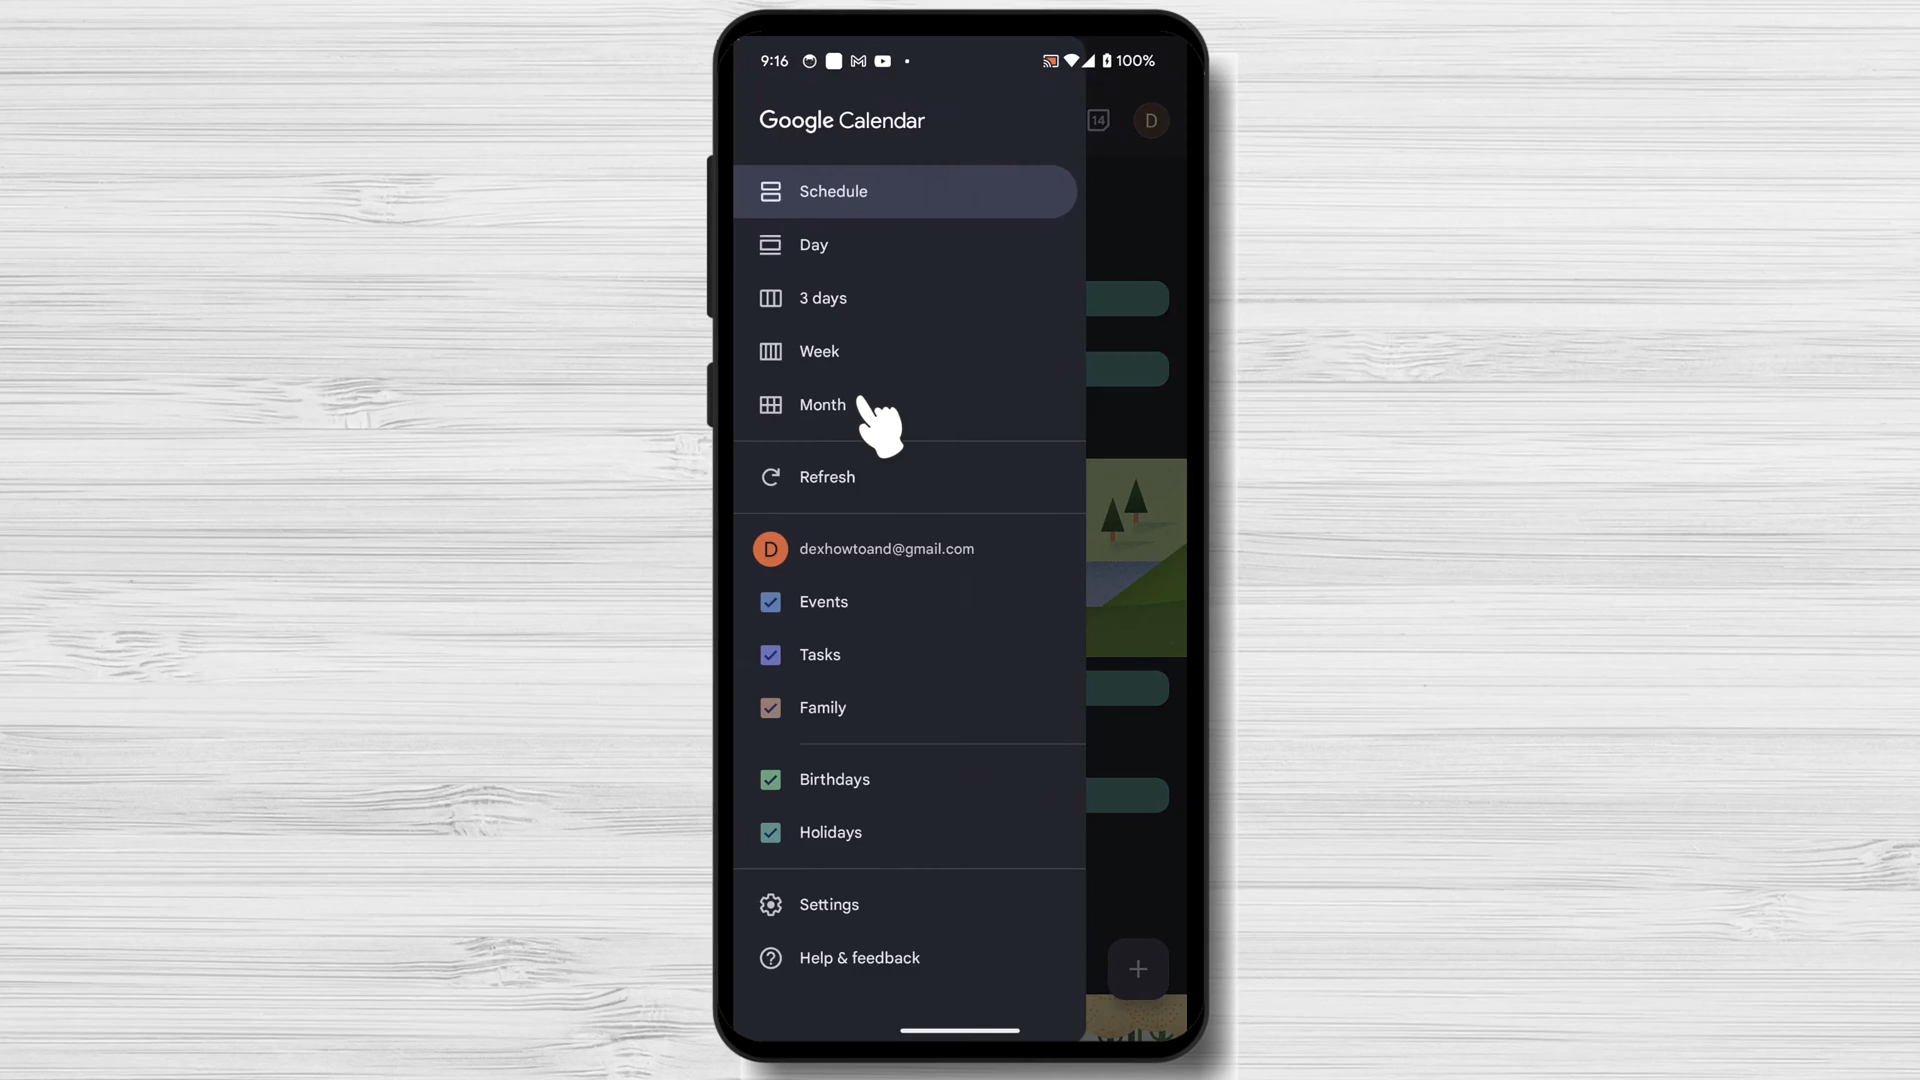 9:16 100%
Google Calendar
14 D
Schedule
Day
3 days
Week
Month
Refresh
D dexhowtoand@gmail.com
Events
Tasks
Family
Birthdays
Holidays
Settings
Help & feedback